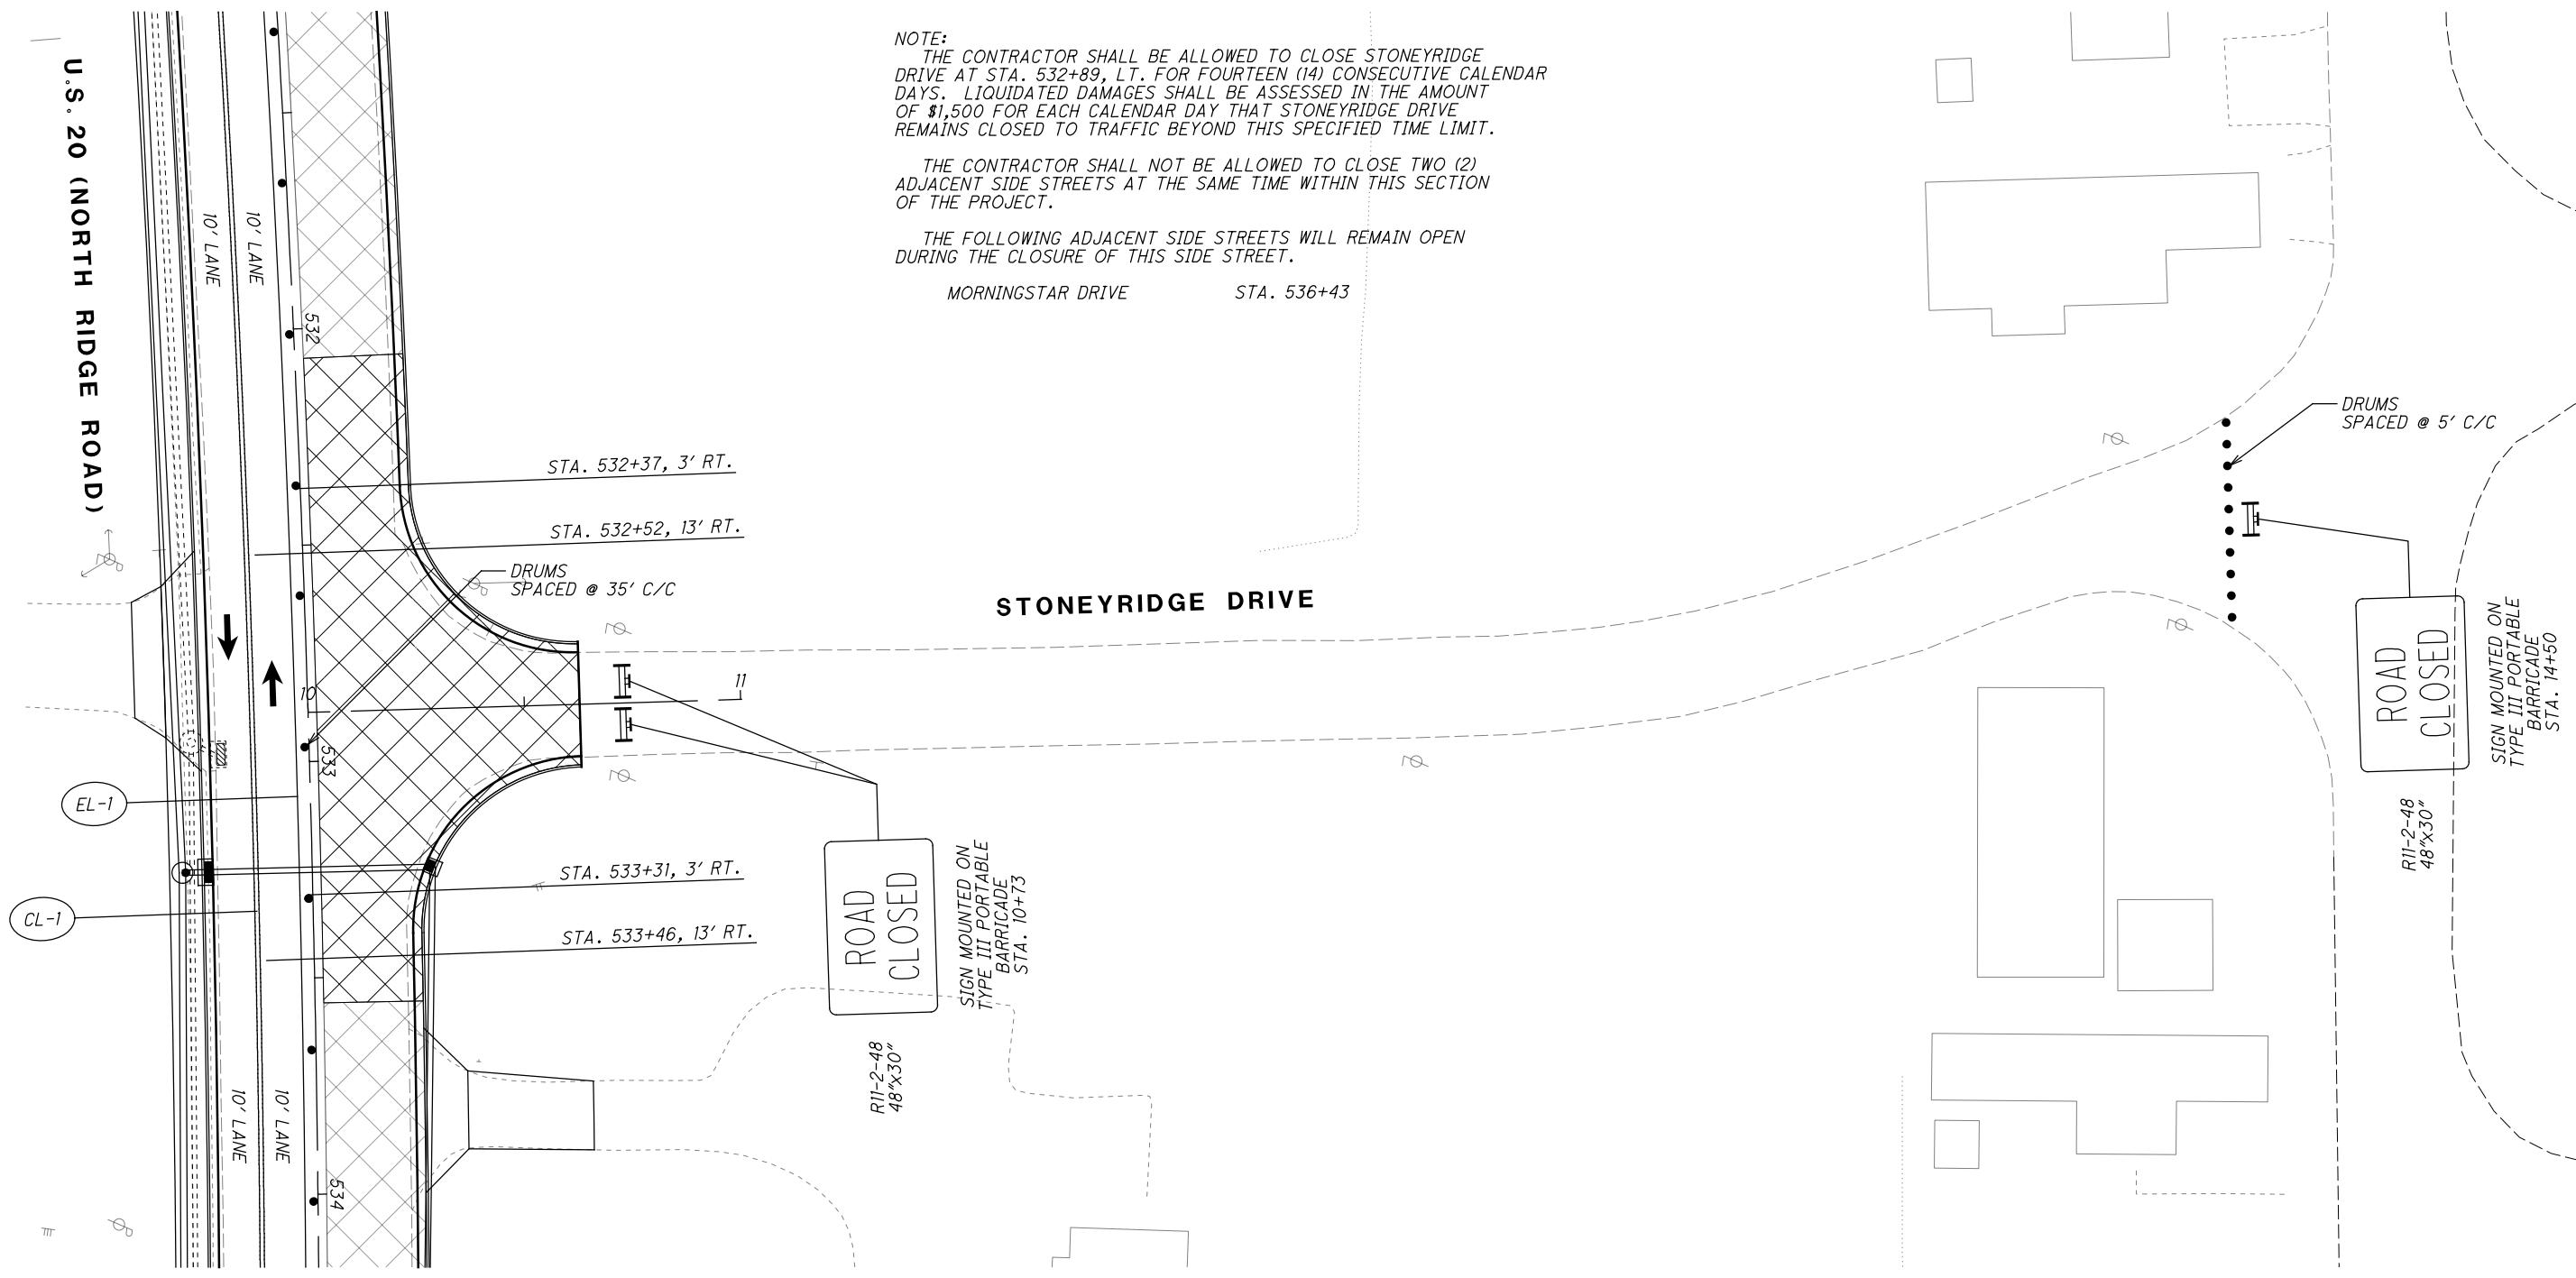 NOTE:
THE CONTRACTOR SHALL BE ALLOWED TO CLOSE STONEYRIDGE
DRIVE AT STA. 532+89, LT. FOR FOURTEEN (14) CONSECUTIVE CALENDAR
DAYS. LIQUIDATED DAMAGES SHALL BE ASSESSED IN THE AMOUNT
OF $1,500 FOR EACH CALENDAR DAY THAT STONEYRIDGE DRIVE
REMAINS CLOSED TO TRAFFIC BEYOND THIS SPECIFIED TIME LIMIT.
THE CONTRACTOR SHALL NOT BE ALLOWED TO CLOSE TWO (2)
ADJACENT SIDE STREETS AT THE SAME TIME WITHIN THIS SECTION
OF THE PROJECT.
THE FOLLOWING ADJACENT SIDE STREETS WILL REMAIN OPEN
DURING THE CLOSURE OF THIS SIDE STREET.
MORNINGSTAR DRIVE STA. 536+43
U.S. 20 (NORTH RIDGE ROAD)
10' LANE
10' LANE
532
STA. 532+37, 3' RT.
STA. 532+52, 13' RT.
DRUMS
SPACED @ 35' C/C
STONEYRIDGE DRIVE
10
11
533
EL-1
CL-1
STA. 533+31, 3' RT.
STA. 533+46, 13' RT.
10' LANE
10' LANE
534
ROAD
CLOSED
SIGN MOUNTED ON
TYPE III PORTABLE
BARRICADE
STA. 10+73
R11-2-48
48"x30"
DRUMS
SPACED @ 5' C/C
ROAD
CLOSED
SIGN MOUNTED ON
TYPE III PORTABLE
BARRICADE
STA. 14+50
R11-2-48
48"x30"